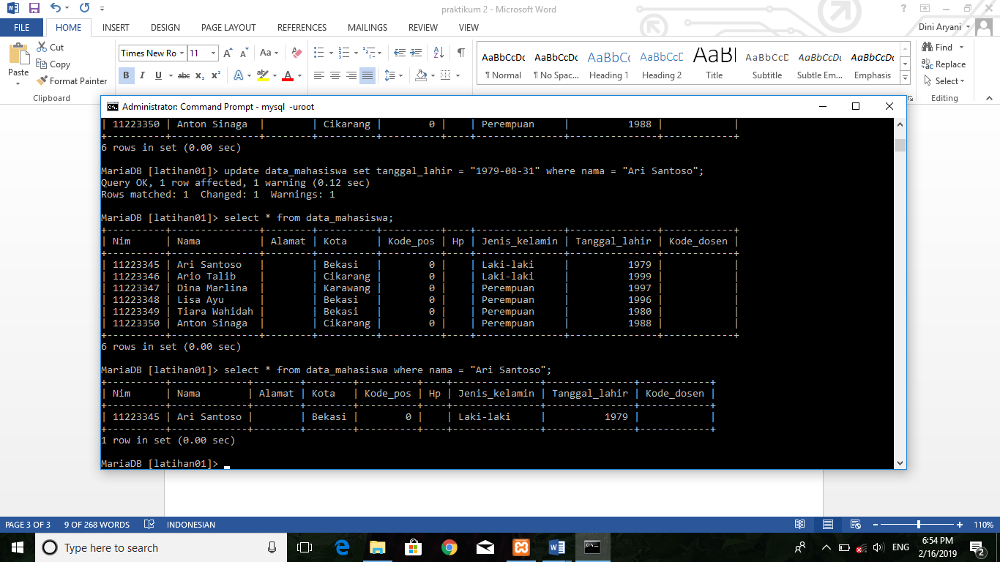 praktikum 2 - Microsoft Word
?
FILE HOME INSERT DESIGN PAGE LAYOUT REFERENCES MAILINGS REVIEW VIEW Dini Aryani
Paste
Cut
Copy
Format Painter
Clipboard
Times New Ro 11 A A Aa
B I U abc x₂ x² A ab A
A Z ¶
AaBbCcDc AaBbCcDc AaBbCc AaBbCcD AaB AaBbCcD AaBbCcDc AaBbCcDc
¶ Normal ¶ No Spac... Heading 1 Heading 2 Title Subtitle Subtle Em... Emphasis
Find
Replace
Select
Editing
Administrator: Command Prompt - mysql -uroot
| 11223350 | Anton Sinaga  |        | Cikarang |        0 |    | Perempuan     |          1988 |            |
+----------+---------------+--------+----------+----------+----+---------------+---------------+------------+
6 rows in set (0.00 sec)
MariaDB [latihan01]> update data_mahasiswa set tanggal_lahir = "1979-08-31" where nama = "Ari Santoso";
Query OK, 1 row affected, 1 warning (0.12 sec)
Rows matched: 1  Changed: 1  Warnings: 1
MariaDB [latihan01]> select * from data_mahasiswa;
+----------+---------------+--------+----------+----------+----+---------------+---------------+------------+
| Nim      | Nama          | Alamat | Kota     | Kode_pos | Hp | Jenis_kelamin | Tanggal_lahir | Kode_dosen |
+----------+---------------+--------+----------+----------+----+---------------+---------------+------------+
| 11223345 | Ari Santoso   |        | Bekasi   |        0 |    | Laki-laki     |          1979 |            |
| 11223346 | Ario Talib    |        | Cikarang |        0 |    | Laki-laki     |          1999 |            |
| 11223347 | Dina Marlina  |        | Karawang |        0 |    | Perempuan     |          1997 |            |
| 11223348 | Lisa Ayu      |        | Bekasi   |        0 |    | Perempuan     |          1996 |            |
| 11223349 | Tiara Wahidah |        | Bekasi   |        0 |    | Perempuan     |          1980 |            |
| 11223350 | Anton Sinaga  |        | Cikarang |        0 |    | Perempuan     |          1988 |            |
+----------+---------------+--------+----------+----------+----+---------------+---------------+------------+
6 rows in set (0.00 sec)
MariaDB [latihan01]> select * from data_mahasiswa where nama = "Ari Santoso";
+----------+-------------+--------+--------+----------+----+---------------+---------------+------------+
| Nim      | Nama        | Alamat | Kota   | Kode_pos | Hp | Jenis_kelamin | Tanggal_lahir | Kode_dosen |
+----------+-------------+--------+--------+----------+----+---------------+---------------+------------+
| 11223345 | Ari Santoso |        | Bekasi |        0 |    | Laki-laki     |          1979 |            |
+----------+-------------+--------+--------+----------+----+---------------+---------------+------------+
1 row in set (0.00 sec)
MariaDB [latihan01]> _
PAGE 3 OF 3 9 OF 268 WORDS INDONESIAN 110%
Type here to search
ENG
6:54 PM
2/16/2019
2